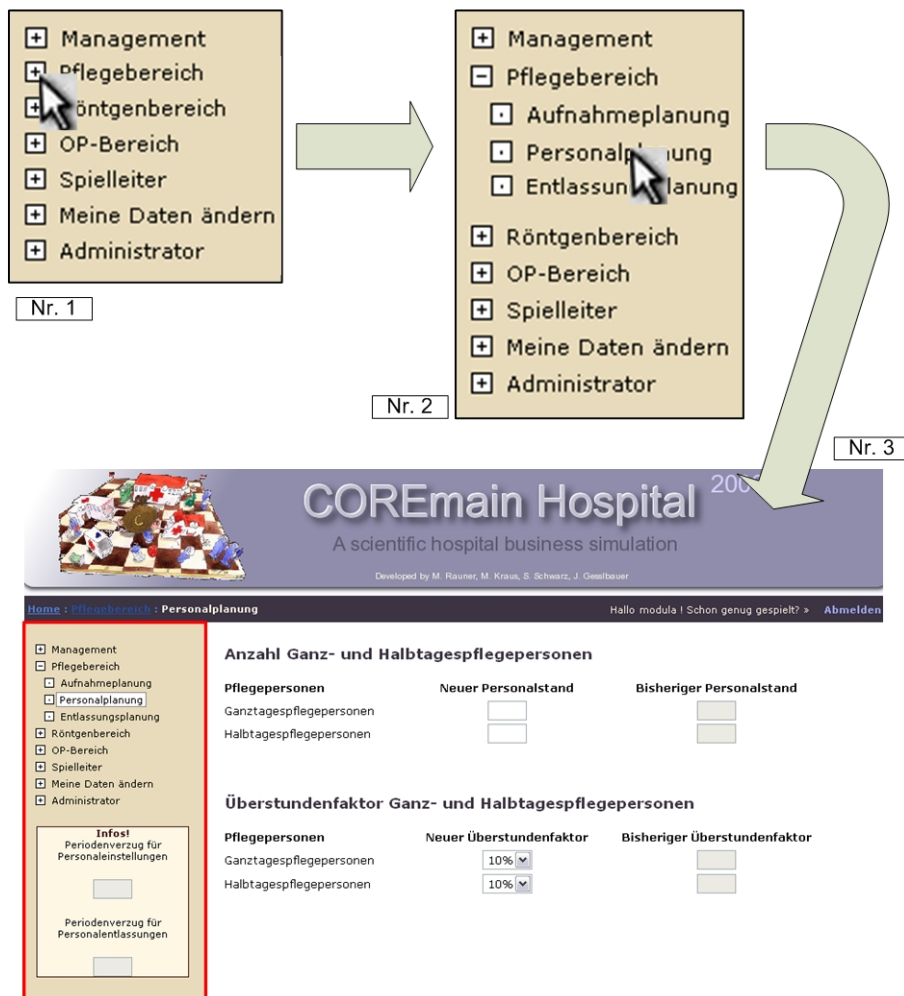 Management
Pflegebereich
Röntgenbereich
OP-Bereich
Spielleiter
Meine Daten ändern
Administrator
Nr. 1
Management
Pflegebereich
Aufnahmeplanung
Personalplanung
Entlassungsplanung
Röntgenbereich
OP-Bereich
Spielleiter
Meine Daten ändern
Administrator
Nr. 2
Nr. 3
COREmain Hospital
A scientific hospital business simulation
Developed by M. Rauner, M. Kraus, S. Schwarz, J. Gesslbauer
Home : Pflegebereich : Personalplanung Hallo modula ! Schon genug gespielt? » Abmelden
Management
Pflegebereich
Aufnahmeplanung
Personalplanung
Entlassungsplanung
Röntgenbereich
OP-Bereich
Spielleiter
Meine Daten ändern
Administrator
Infos!
Periodenverzug für
Personaleinstellungen
Periodenverzug für
Personalentlassungen
Anzahl Ganz- und Halbtagespflegepersonen
Pflegepersonen Neuer Personalstand Bisheriger Personalstand
Ganztagespflegepersonen
Halbtagespflegepersonen
Überstundenfaktor Ganz- und Halbtagespflegepersonen
Pflegepersonen Neuer Überstundenfaktor Bisheriger Überstundenfaktor
Ganztagespflegepersonen 10%
Halbtagespflegepersonen 10%